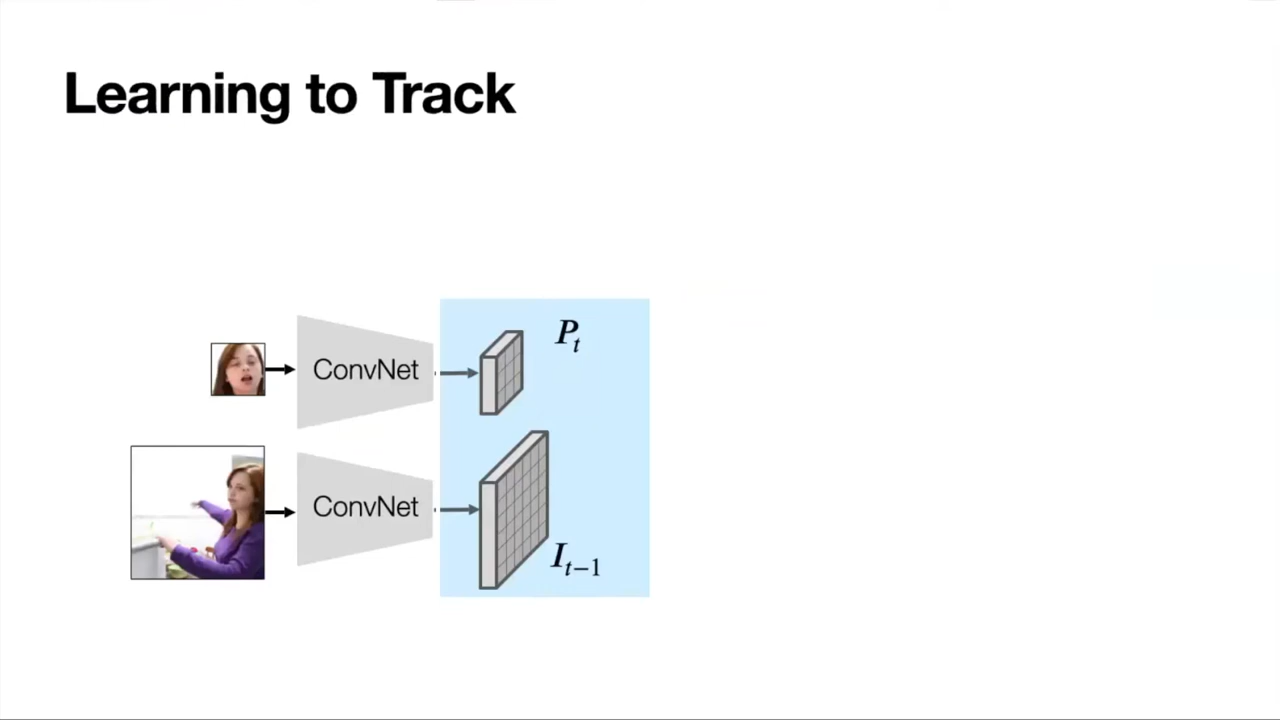 Learning to Track
ConvNet
P_t
ConvNet
I_{t-1}